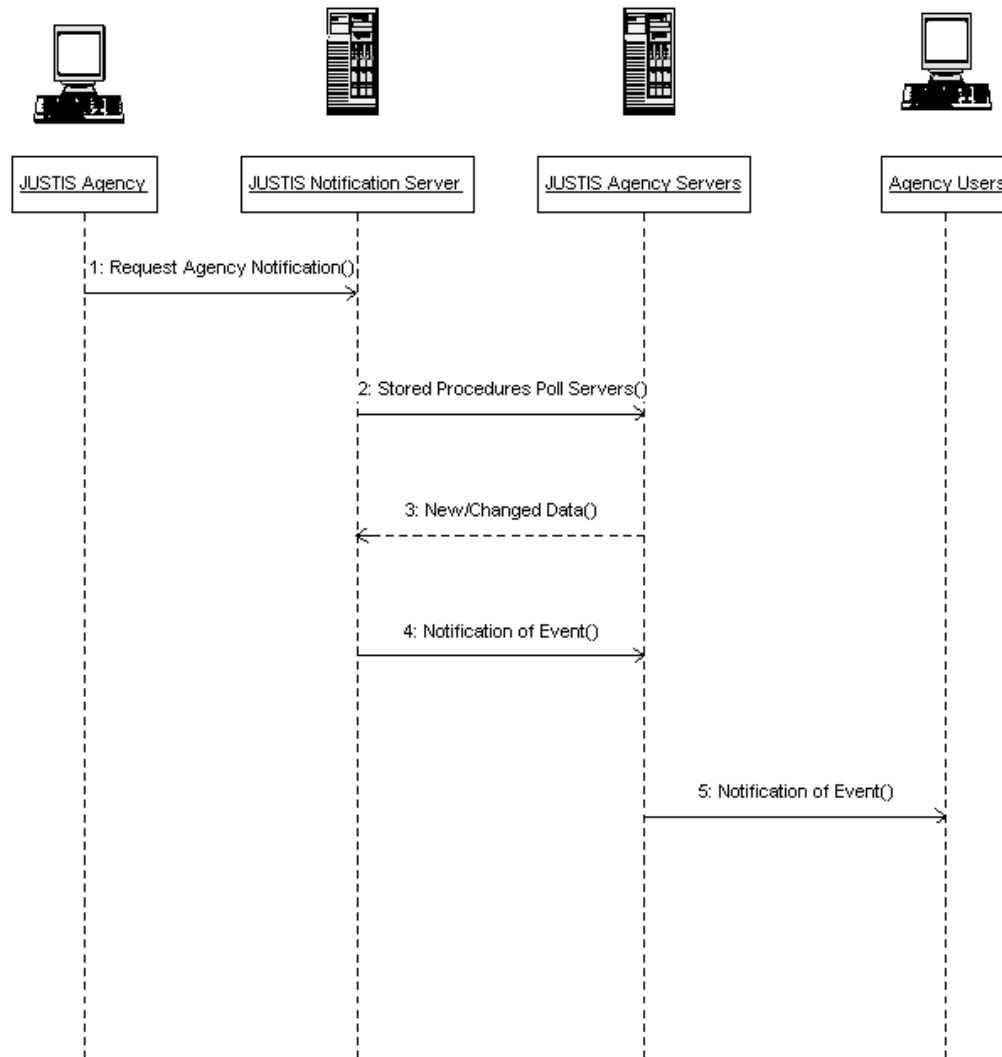 JUSTIS Agency
JUSTIS Notification Server
JUSTIS Agency Servers
Agency Users
1: Request Agency Notification()
2: Stored Procedures Poll Servers()
3: New/Changed Data()
4: Notification of Event()
5: Notification of Event()